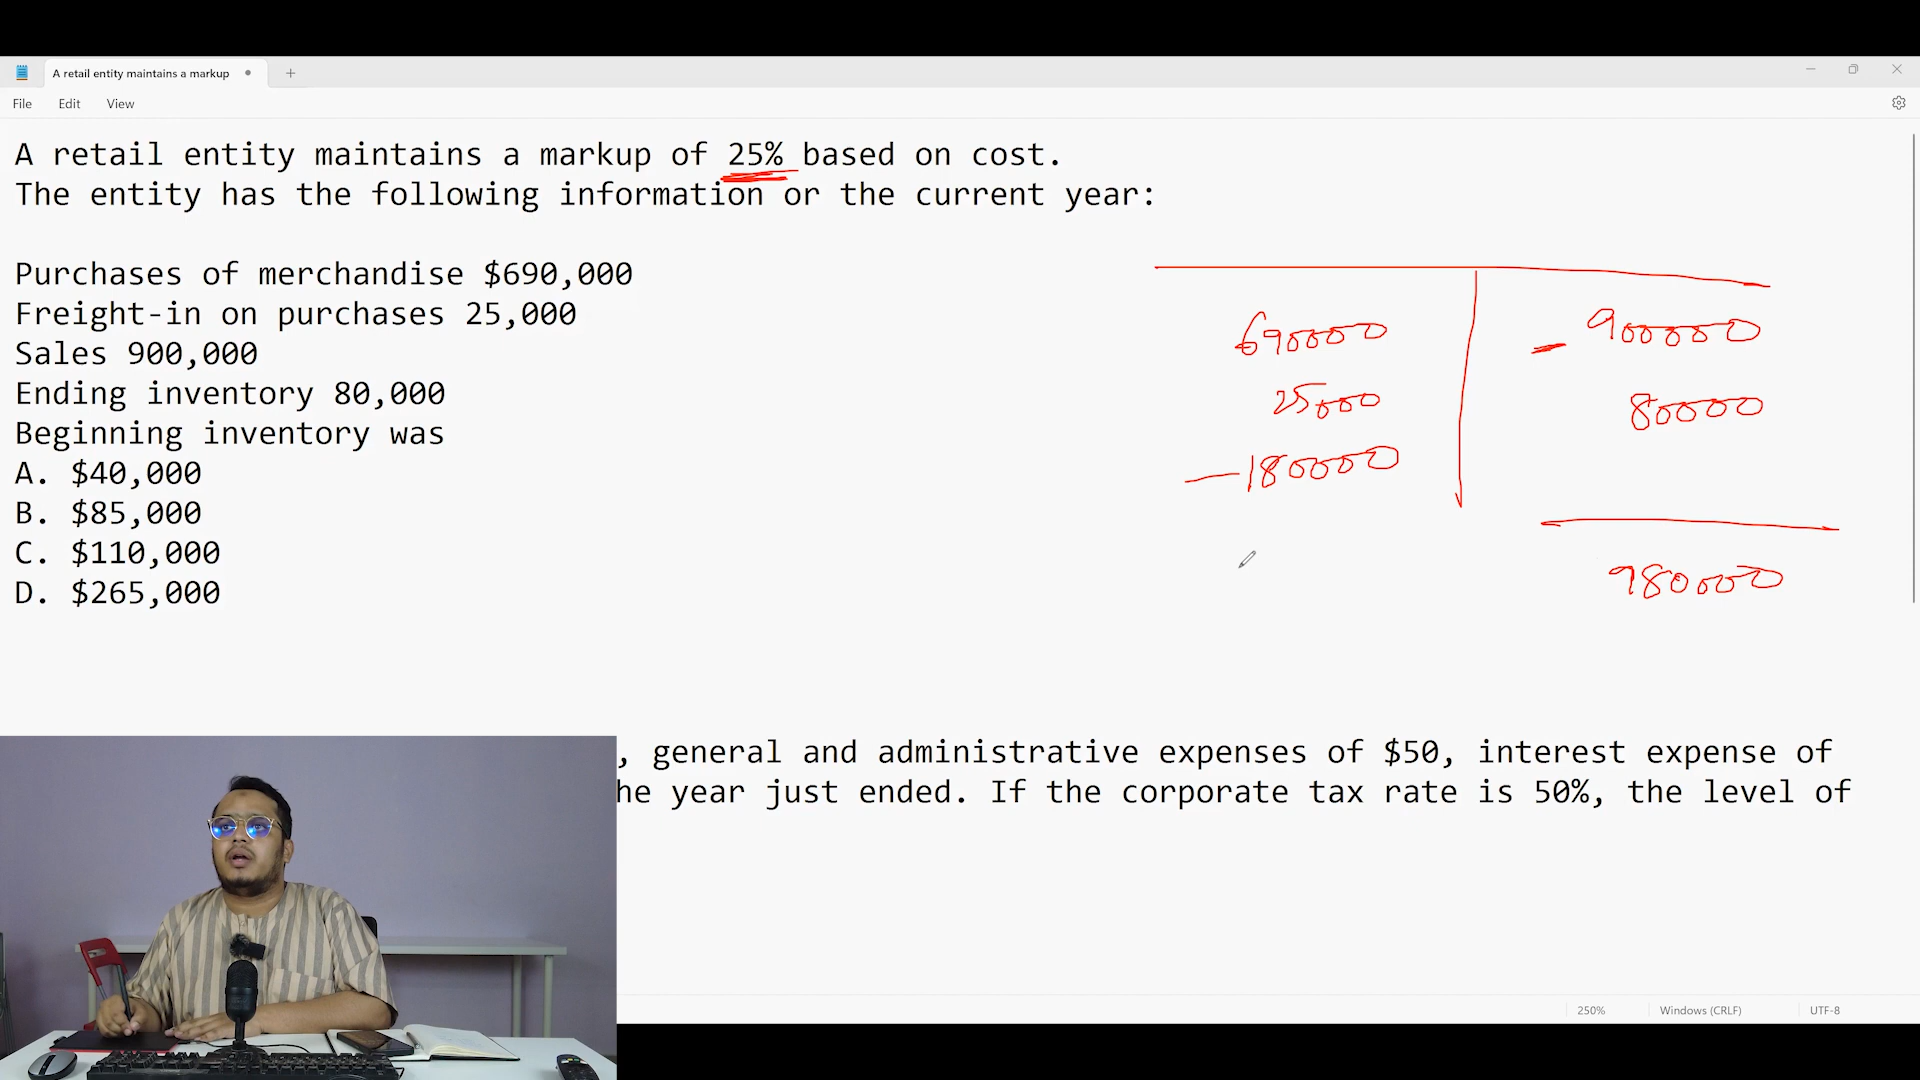 A retail entity maintains a markup
File Edit View
A retail entity maintains a markup of 25% based on cost.
The entity has the following information or the current year:
Purchases of merchandise $690,000
Freight-in on purchases 25,000
Sales 900,000
Ending inventory 80,000
Beginning inventory was
A. $40,000
B. $85,000
C. $110,000
D. $265,000
690000 900000
25000 80000
180000
980000
, general and administrative expenses of $50, interest expense of
he year just ended. If the corporate tax rate is 50%, the level of
250% Windows (CRLF) UTF-8